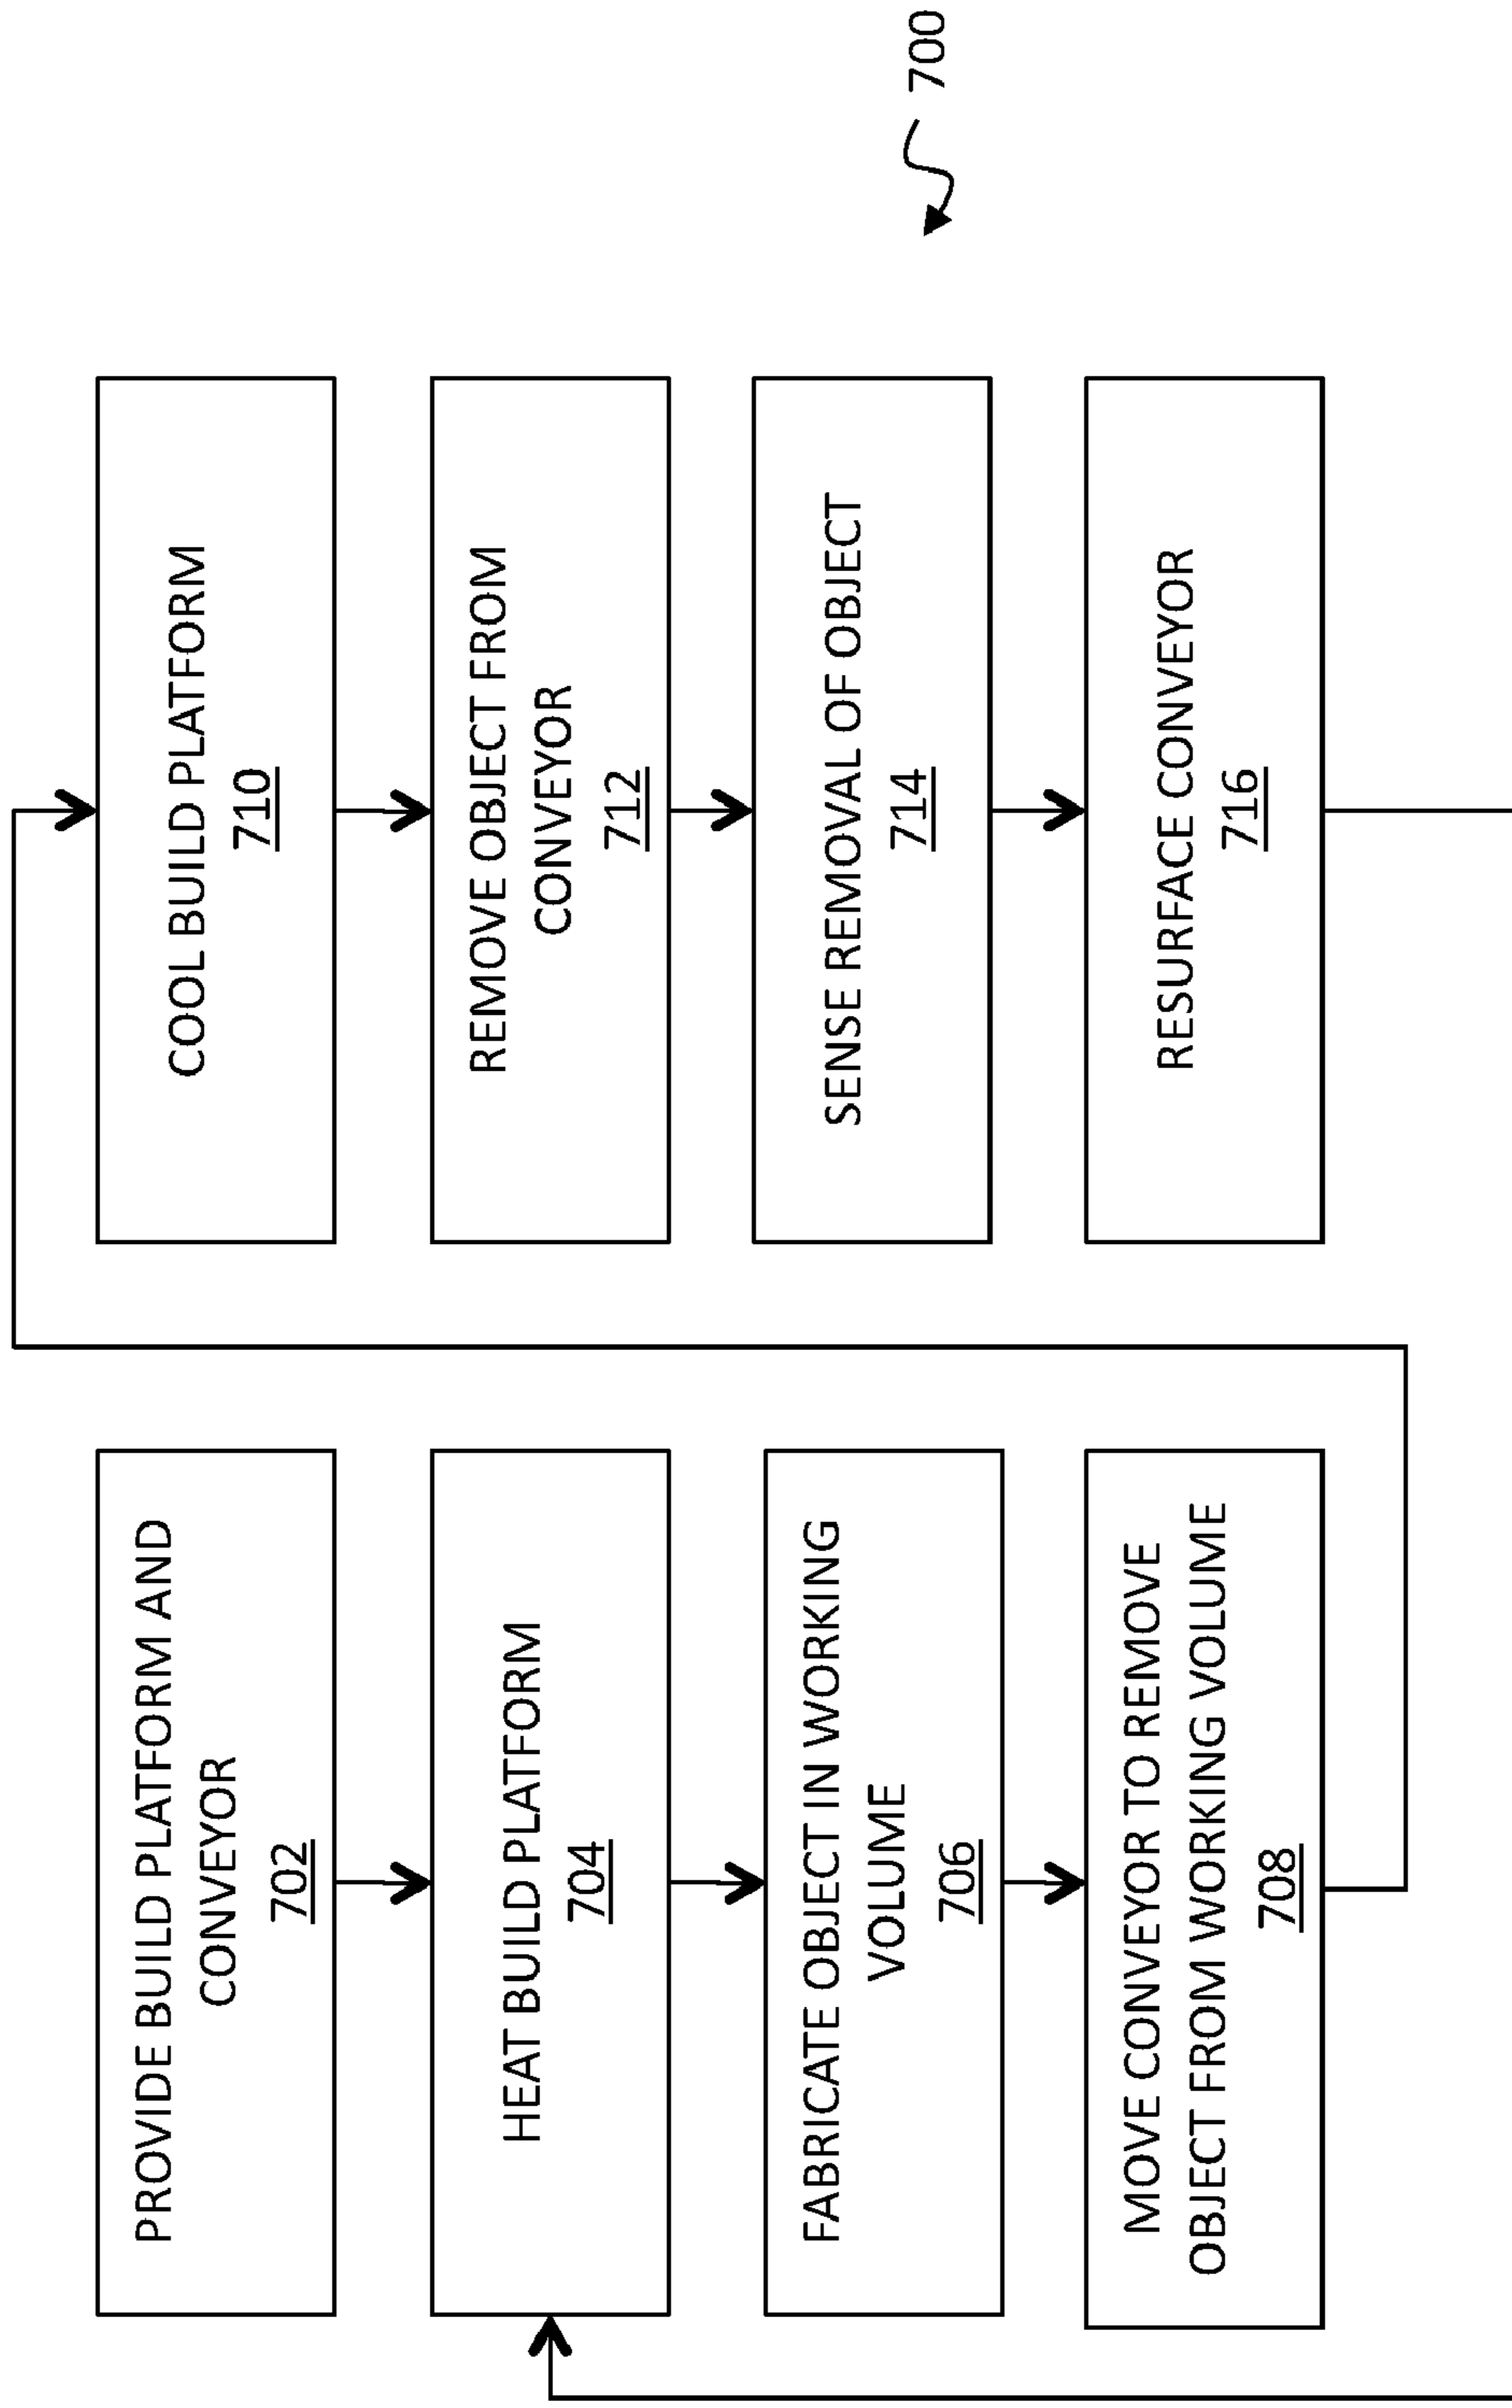 PROVIDE BUILD PLATFORM AND
CONVEYOR
702
HEAT BUILD PLATFORM
704
FABRICATE OBJECT IN WORKING
VOLUME
706
MOVE CONVEYOR TO REMOVE
OBJECT FROM WORKING VOLUME
708
COOL BUILD PLATFORM
710
REMOVE OBJECT FROM
CONVEYOR
712
SENSE REMOVAL OF OBJECT
714
RESURFACE CONVEYOR
716
700